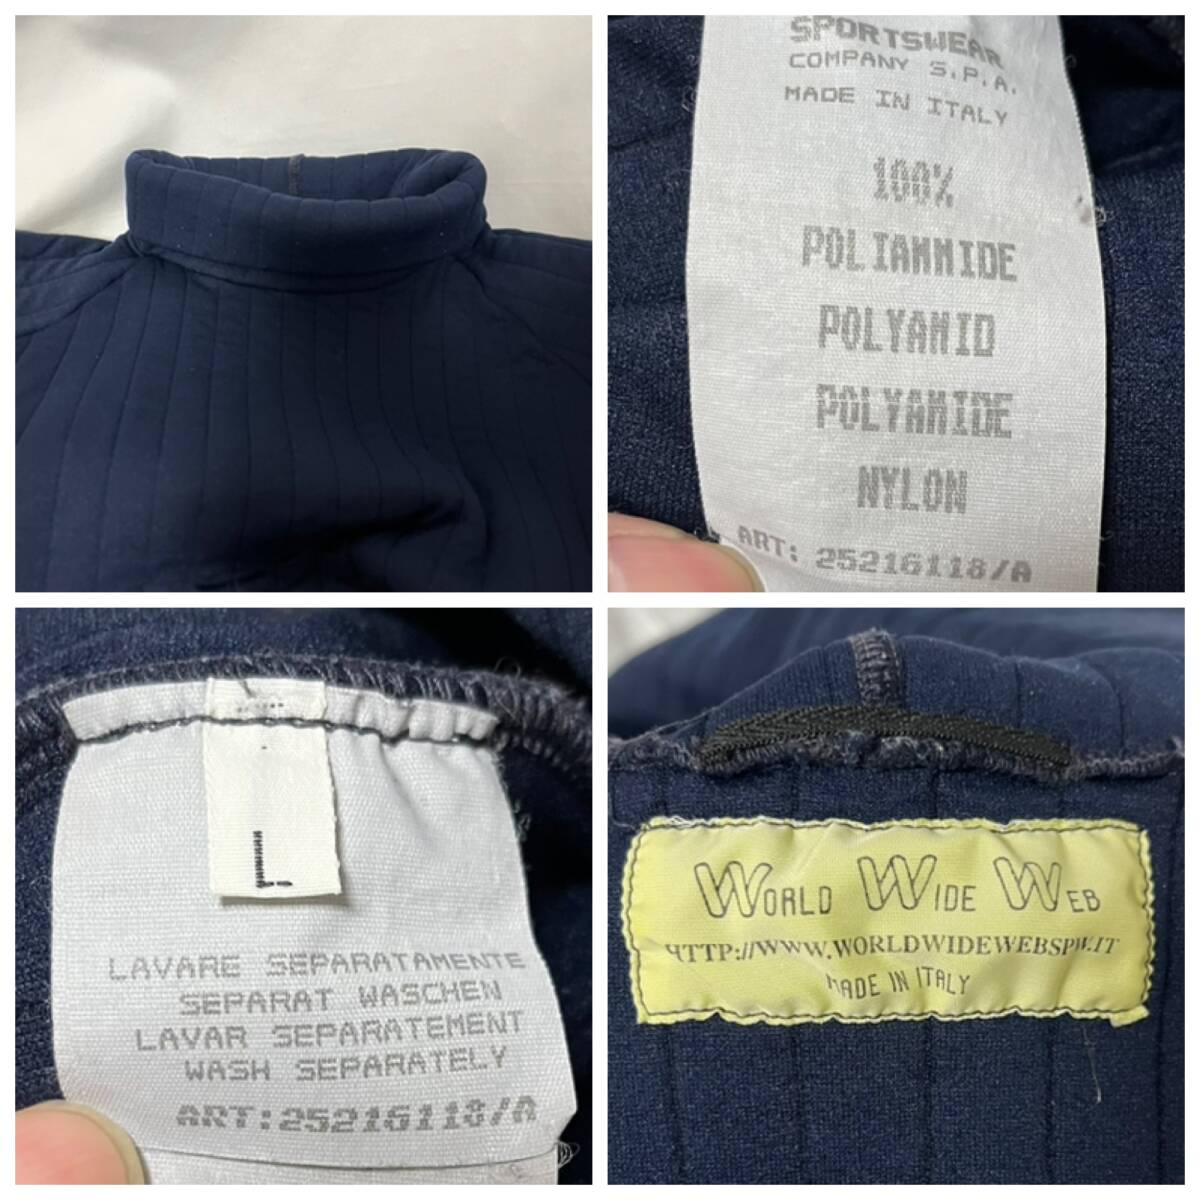 SPORTSWEAR
COMPANY S.P.A.
MADE IN ITALY
100%
POLIAMMIDE
POLYAMID
POLYAMIDE
NYLON
ART: 25216118/A
L
LAVARE SEPARATAMENTE
SEPARAT WASCHEN
LAVAR SEPARATEMENT
WASH SEPARATELY
ART:25216118/A
WORLD WIDE WEB
HTTP://WWW.WORLDWIDEWEBSPW.IT
MADE IN ITALY